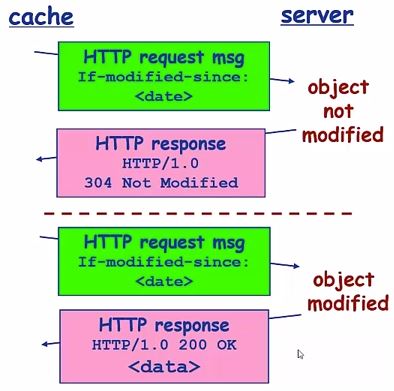 cache
server
HTTP request msg
If-modified-since:
<date>
object
not
modified
HTTP response
HTTP/1.0
304 Not Modified
HTTP request msg
If-modified-since:
<date>
object
modified
HTTP response
HTTP/1.0 200 OK
<data>